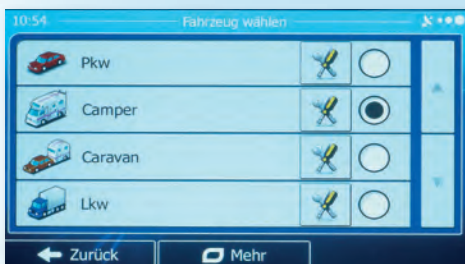 10:54
Fahrzeug wählen
Pkw
Camper
Caravan
Lkw
Zurück
Mehr